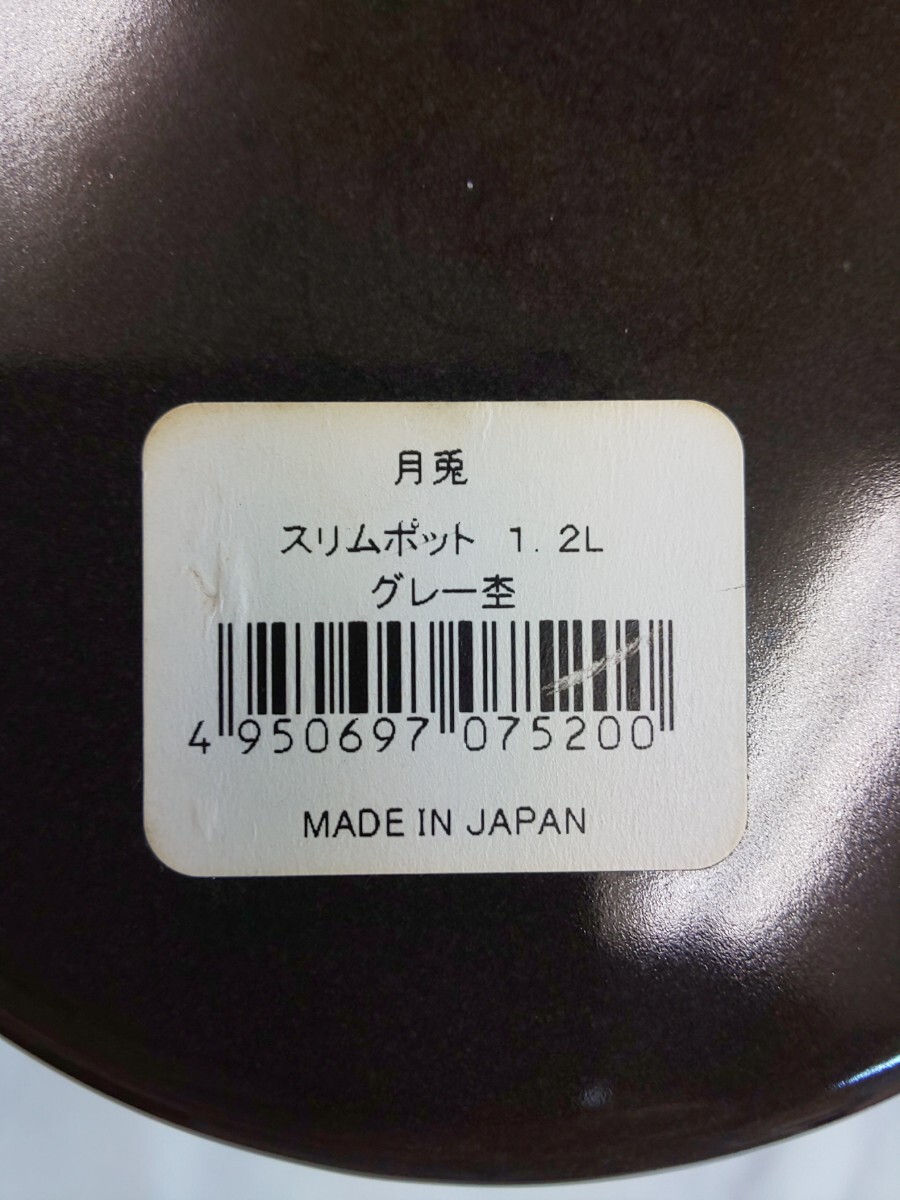 月兎
スリムポット 1.2L
グレー杢
4 950697 075200
MADE IN JAPAN